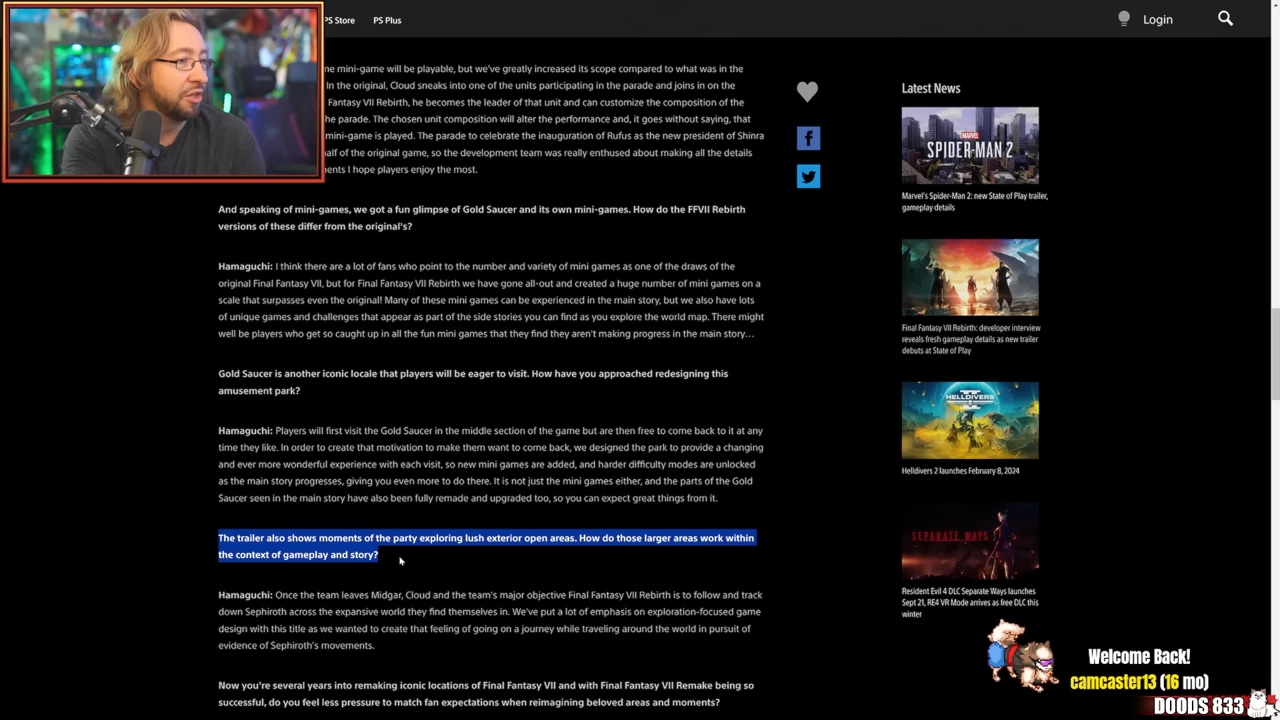 PS Store
PS Plus
Login
me mini-game will be playable, but we've greatly increased its scope compared to what was in the
In the original, Cloud sneaks into one of the units participating in the parade and joins in on the
Fantasy VII Rebirth, he becomes the leader of that unit and can customize the composition of the
he parade. The chosen unit composition will alter the performance and, it goes without saying, that
mini-game is played. The parade to celebrate the inauguration of Rufus as the new president of Shinra
alf of the original game, so the development team was really enthused about making all the details
ents I hope players enjoy the most.
And speaking of mini-games, we got a fun glimpse of Gold Saucer and its own mini-games. How do the FFVII Rebirth
versions of these differ from the original's?
Hamaguchi: I think there are a lot of fans who point to the number and variety of mini games as one of the draws of the
original Final Fantasy VII, but for Final Fantasy VII Rebirth we have gone all-out and created a huge number of mini games on a
scale that surpasses even the original! Many of these mini games can be experienced in the main story, but we also have lots
of unique games and challenges that appear as part of the side stories you can find as you explore the world map. There might
well be players who get so caught up in all the fun mini games that they find they aren't making progress in the main story…
Gold Saucer is another iconic locale that players will be eager to visit. How have you approached redesigning this
amusement park?
Hamaguchi: Players will first visit the Gold Saucer in the middle section of the game but are then free to come back to it at any
time they like. In order to create that motivation to make them want to come back, we designed the park to provide a changing
and ever more wonderful experience with each visit, so new mini games are added, and harder difficulty modes are unlocked
as the main story progresses, giving you even more to do there. It is not just the mini games either, and the parts of the Gold
Saucer seen in the main story have also been fully remade and upgraded too, so you can expect great things from it.
The trailer also shows moments of the party exploring lush exterior open areas. How do those larger areas work within
the context of gameplay and story?
Hamaguchi: Once the team leaves Midgar, Cloud and the team's major objective Final Fantasy VII Rebirth is to follow and track
down Sephiroth across the expansive world they find themselves in. We've put a lot of emphasis on exploration-focused game
design with this title as we wanted to create that feeling of going on a journey while traveling around the world in pursuit of
evidence of Sephiroth's movements.
Now you're several years into remaking iconic locations of Final Fantasy VII and with Final Fantasy VII Remake being so
successful, do you feel less pressure to match fan expectations when reimagining beloved areas and moments?
Latest News
MARVEL
SPIDER-MAN 2
Marvel's Spider-Man 2: new State of Play trailer,
gameplay details
Final Fantasy VII Rebirth: developer interview
reveals fresh gameplay details as new trailer
debuts at State of Play
HELLDIVERS
Helldivers 2 launches February 8, 2024
SEPARATE WAYS
Resident Evil 4 DLC Separate Ways launches
Sept 21, RE4 VR Mode arrives as free DLC this
winter
Welcome Back!
camcaster13 (16 mo)
DOODS 833